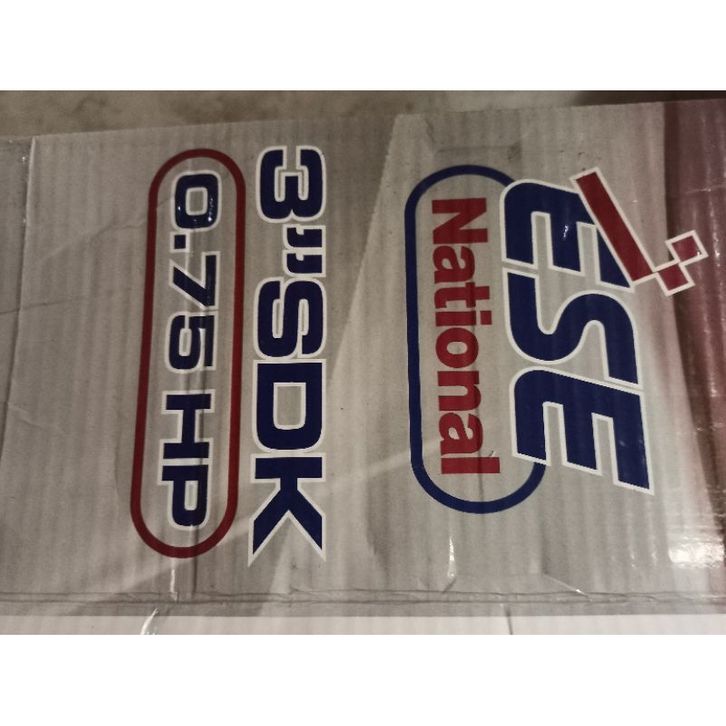 ESE
National
3"SDK
0.75 HP